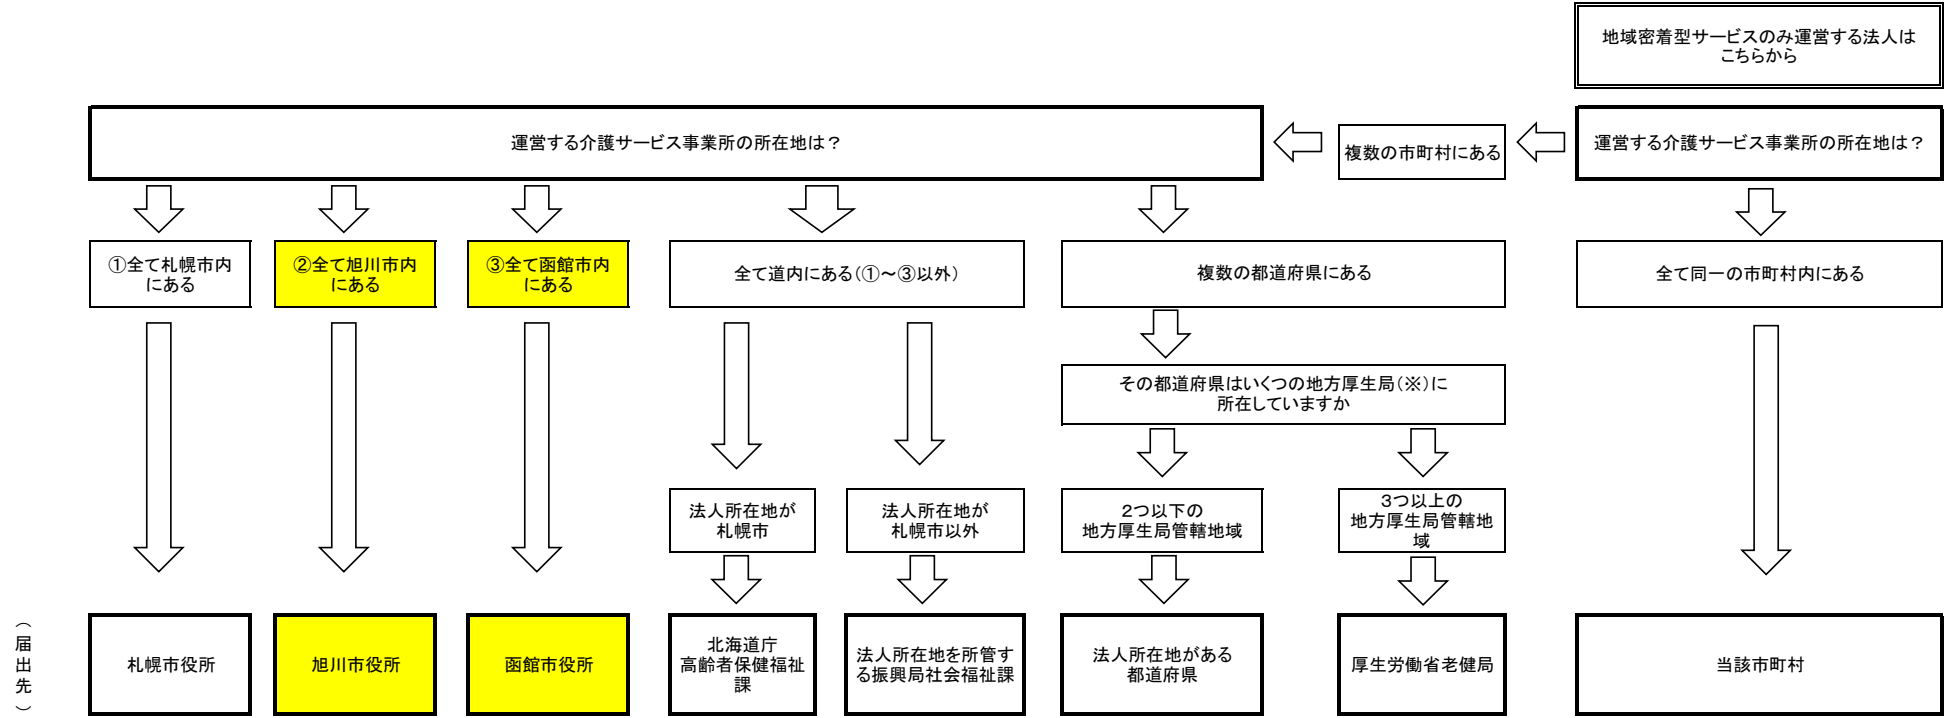 地域密着型サービスのみ運営する法人は
こちらから
運営する介護サービス事業所の所在地は？
複数の市町村にある
運営する介護サービス事業所の所在地は？
①全て札幌市内
にある
②全て旭川市内
にある
③全て函館市内
にある
全て道内にある（①～③以外）
複数の都道府県にある
全て同一の市町村内にある
その都道府県はいくつの地方厚生局（※）に
所在していますか
法人所在地が
札幌市
法人所在地が
札幌市以外
２つ以下の
地方厚生局管轄地域
３つ以上の
地方厚生局管轄地
域
（届出先）
札幌市役所
旭川市役所
函館市役所
北海道庁
高齢者保健福祉
課
法人所在地を所管す
る振興局社会福祉課
法人所在地がある
都道府県
厚生労働省老健局
当該市町村